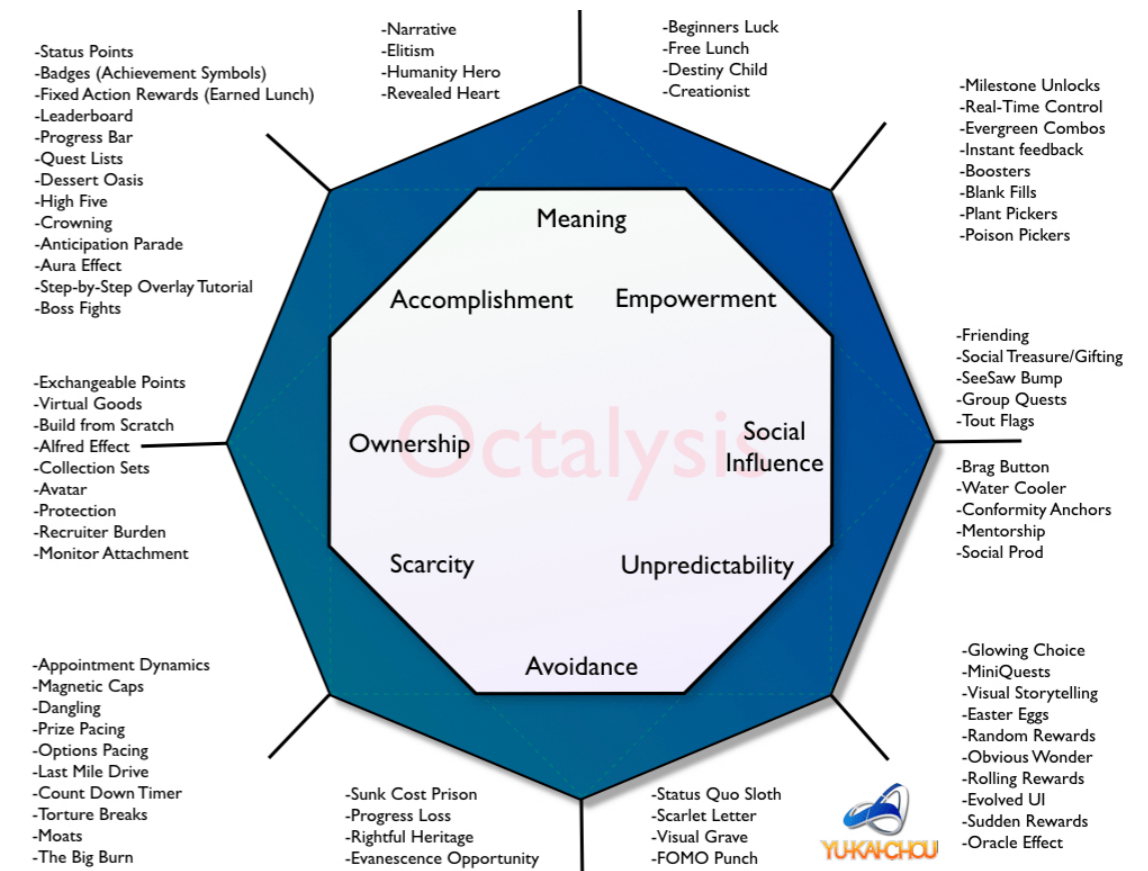 -Narrative
-Elitism
-Humanity Hero
-Revealed Heart
-Beginners Luck
-Free Lunch
-Destiny Child
-Creationist
-Status Points
-Badges (Achievement Symbols)
-Fixed Action Rewards (Earned Lunch)
-Leaderboard
-Progress Bar
-Quest Lists
-Dessert Oasis
-High Five
-Crowning
-Anticipation Parade
-Aura Effect
-Step-by-Step Overlay Tutorial
-Boss Fights
-Milestone Unlocks
-Real-Time Control
-Evergreen Combos
-Instant feedback
-Boosters
-Blank Fills
-Plant Pickers
-Poison Pickers
Meaning
Accomplishment
Empowerment
Ownership
Octalysis
Social
Influence
Scarcity
Unpredictability
Avoidance
-Exchangeable Points
-Virtual Goods
-Build from Scratch
-Alfred Effect
-Collection Sets
-Avatar
-Protection
-Recruiter Burden
-Monitor Attachment
-Friending
-Social Treasure/Gifting
-SeeSaw Bump
-Group Quests
-Tout Flags
-Brag Button
-Water Cooler
-Conformity Anchors
-Mentorship
-Social Prod
-Appointment Dynamics
-Magnetic Caps
-Dangling
-Prize Pacing
-Options Pacing
-Last Mile Drive
-Count Down Timer
-Torture Breaks
-Moats
-The Big Burn
-Sunk Cost Prison
-Progress Loss
-Rightful Heritage
-Evanescence Opportunity
-Status Quo Sloth
-Scarlet Letter
-Visual Grave
-FOMO Punch
YU-KAI-CHOU
-Glowing Choice
-MiniQuests
-Visual Storytelling
-Easter Eggs
-Random Rewards
-Obvious Wonder
-Rolling Rewards
-Evolved UI
-Sudden Rewards
-Oracle Effect